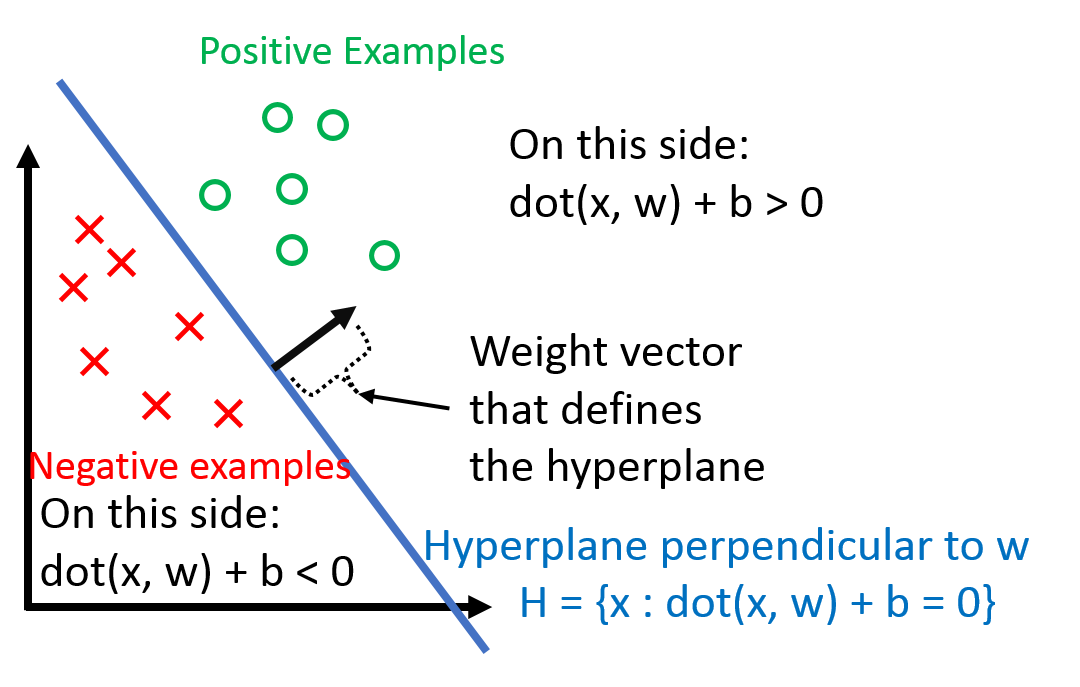 Positive Examples
On this side:
dot(x, w) + b > 0
Weight vector
that defines
the hyperplane
Negative examples
On this side:
dot(x, w) + b < 0
Hyperplane perpendicular to w
H = {x : dot(x, w) + b = 0}